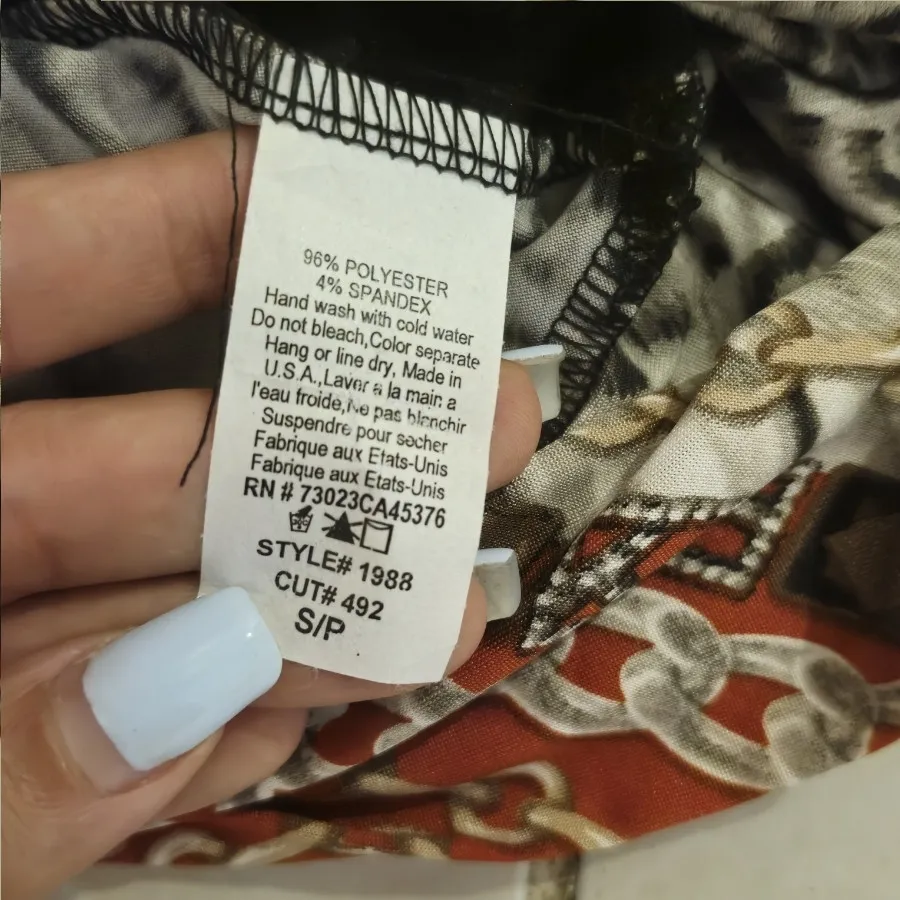 96% POLYESTER
4% SPANDEX
Hand wash with cold water
Do not bleach,Color separate
Hang or line dry, Made in
U.S.A.,Laver a la main a
l'eau froide,Ne pas blanchir
Suspendre pour secher
Fabrique aux Etats-Unis
Fabrique aux Etats-Unis
RN # 73023CA45376
STYLE# 1988
CUT# 492
S/P